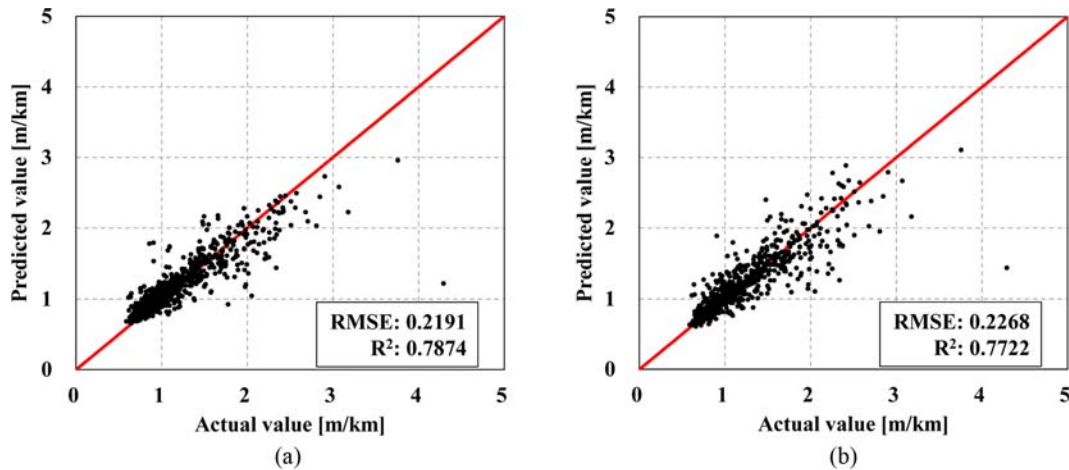 5
4
3
2
1
0
Predicted value [m/km]
RMSE: 0.2191
R²: 0.7874
0 1 2 3 4 5
Actual value [m/km]
(a)
5
4
3
2
1
0
Predicted value [m/km]
RMSE: 0.2268
R²: 0.7722
0 1 2 3 4 5
Actual value [m/km]
(b)